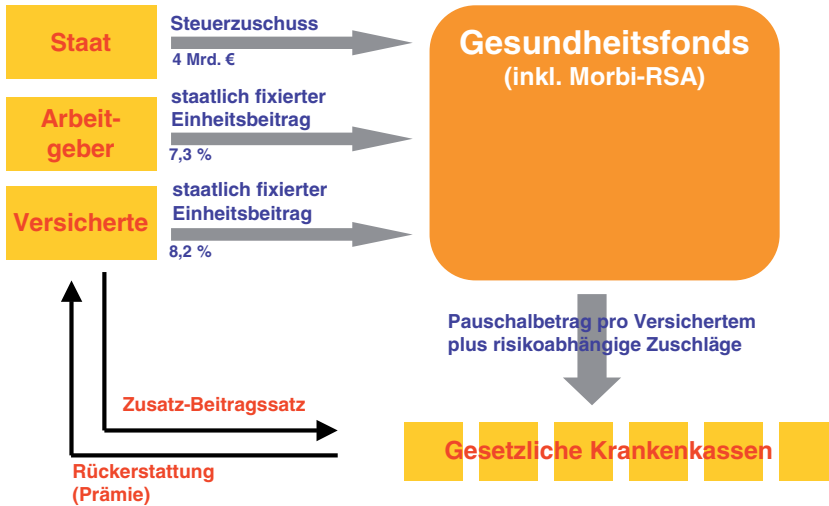 Staat
Steuerzuschuss
4 Mrd. €
Arbeit-
geber
staatlich fixierter
Einheitsbeitrag
7,3 %
Versicherte
staatlich fixierter
Einheitsbeitrag
8,2 %
Gesundheitsfonds
(inkl. Morbi-RSA)
Pauschalbetrag pro Versichertem
plus risikoabhängige Zuschläge
Zusatz-Beitragssatz
Rückerstattung
(Prämie)
Gesetzliche Krankenkassen